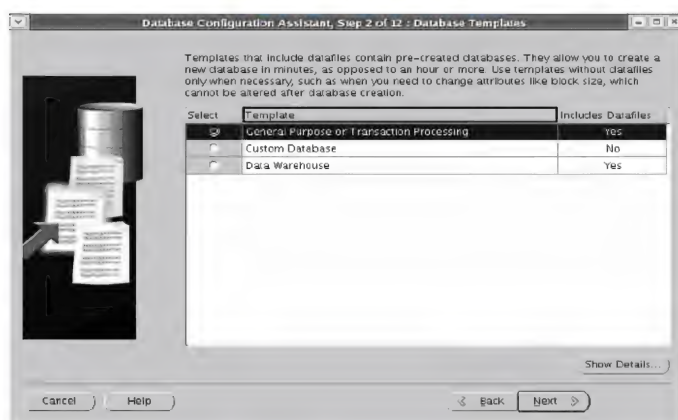 Database Configuration Assistant, Step 2 of 12 : Database Templates
Templates that include datafiles contain pre-created databases. They allow you to create a
new database in minutes, as opposed to an hour or more. Use templates without datafiles
only when necessary, such as when you need to change attributes like block size, which
cannot be altered after database creation.
Select Template Includes Datafiles
General Purpose or Transaction Processing Yes
Custom Database No
Data Warehouse Yes
Show Details...
Cancel Help Back Next